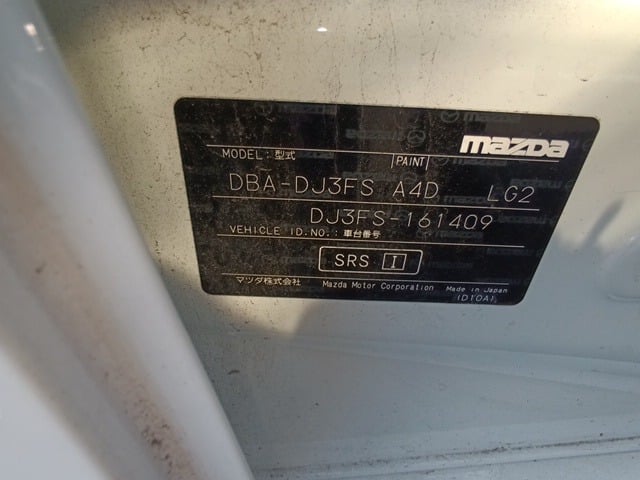 mazda
MODEL:型式 PAINT
DBA-DJ3FS A4D LG2
DJ3FS-161409
VEHICLE ID.NO.:車台番号
SRS I
マツダ株式会社 Mazda Motor Corporation Made in Japan
(D10A)